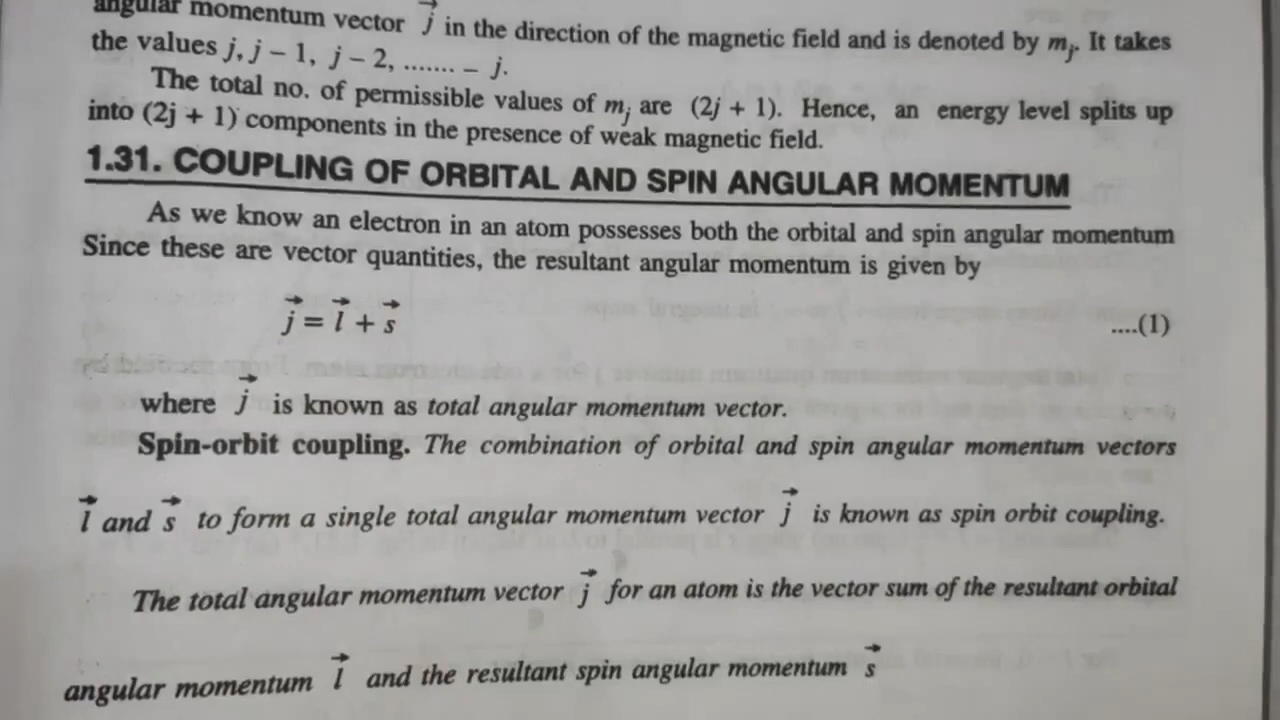 angular momentum vector j⃗ in the direction of the magnetic field and is denoted by mⱼ. It takes
the values j, j – 1, j – 2, ....... – j.
The total no. of permissible values of mⱼ are (2j + 1). Hence, an energy level splits up
into (2j + 1) components in the presence of weak magnetic field.
1.31. COUPLING OF ORBITAL AND SPIN ANGULAR MOMENTUM
As we know an electron in an atom possesses both the orbital and spin angular momentum
Since these are vector quantities, the resultant angular momentum is given by
j⃗ = l⃗ + s⃗ ....(1)
where j⃗ is known as total angular momentum vector.
Spin-orbit coupling. The combination of orbital and spin angular momentum vectors
l⃗ and s⃗ to form a single total angular momentum vector j⃗ is known as spin orbit coupling.
The total angular momentum vector j⃗ for an atom is the vector sum of the resultant orbital
angular momentum l⃗ and the resultant spin angular momentum s⃗